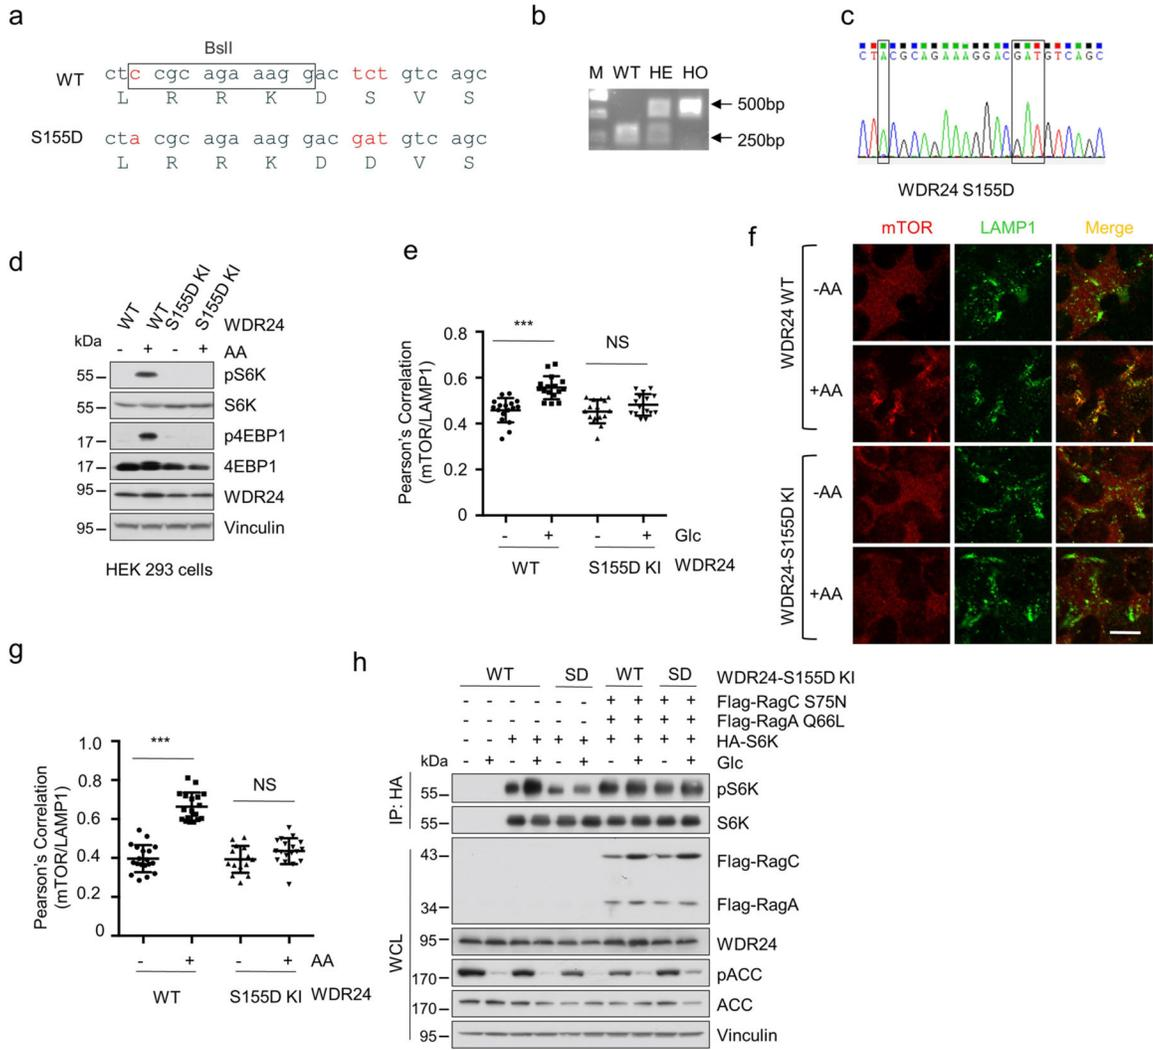 a
BslI
WT
ctc cgc aga aag gac tct gtc agc
L R R K D S V S
S155D
cta cgc aga aag gac gat gtc agc
L R R K D D V S
b
M WT HE HO
500bp
250bp
c
C T A C G C A G A A A G G A C G A T G T C A G C
WDR24 S155D
d
WT WT S155D KI S155D KI WDR24
kDa - + - + AA
55 pS6K
55 S6K
17 p4EBP1
17 4EBP1
95 WDR24
95 Vinculin
HEK 293 cells
e
Pearson's Correlation
(mTOR/LAMP1)
0.8
0.6
0.4
0.2
0
*** NS
- + - + Glc
WT S155D KI WDR24
f
mTOR LAMP1 Merge
WDR24 WT
-AA
+AA
WDR24-S155D KI
-AA
+AA
g
Pearson's Correlation
(mTOR/LAMP1)
1.0
0.8
0.6
0.4
0.2
0
*** NS
- + - + AA
WT S155D KI WDR24
h
WT SD WT SD WDR24-S155D KI
- - - - - - + + + + Flag-RagC S75N
- - - - - - + + + + Flag-RagA Q66L
- - + + + + + + + + HA-S6K
kDa - + - + - + - + - + Glc
IP: HA
55 pS6K
55 S6K
WCL
43 Flag-RagC
34 Flag-RagA
95 WDR24
170 pACC
170 ACC
95 Vinculin